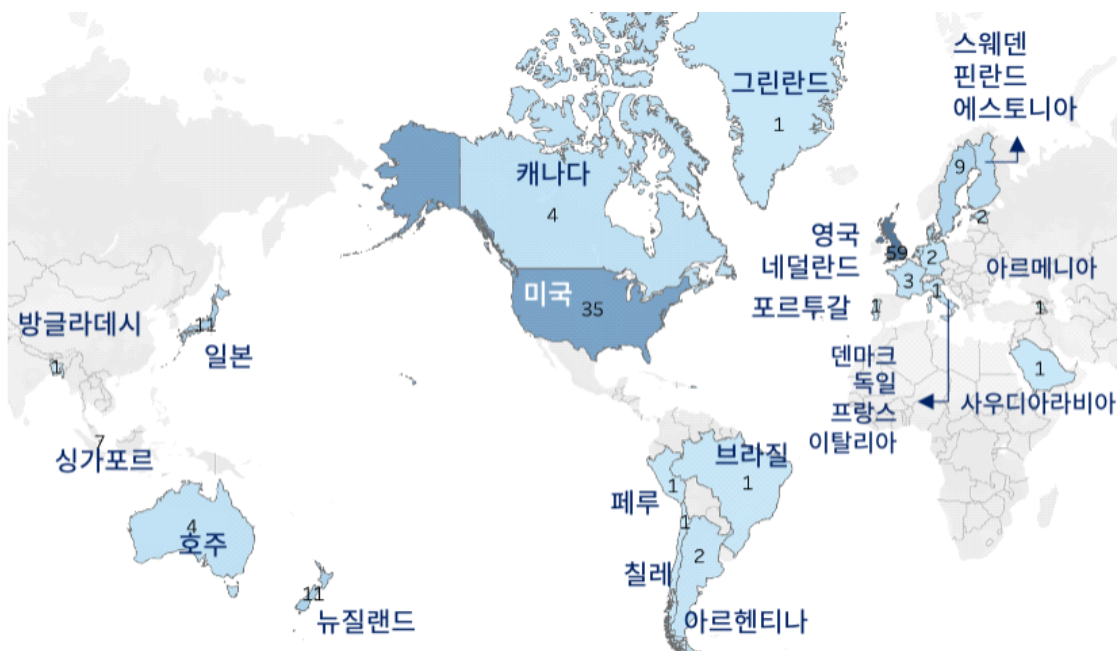 스웨덴
핀란드
에스토니아
그린란드
1
9
캐나다
4
2
영국
59
네덜란드
2
아르메니아
3
1
미국
35
포르투갈
1
1
방글라데시
11
일본
1
덴마크
독일
프랑스
이탈리아
1
사우디아라비아
7
싱가포르
브라질
1
페루
1
4
호주
1
2
칠레
11
뉴질랜드
아르헨티나